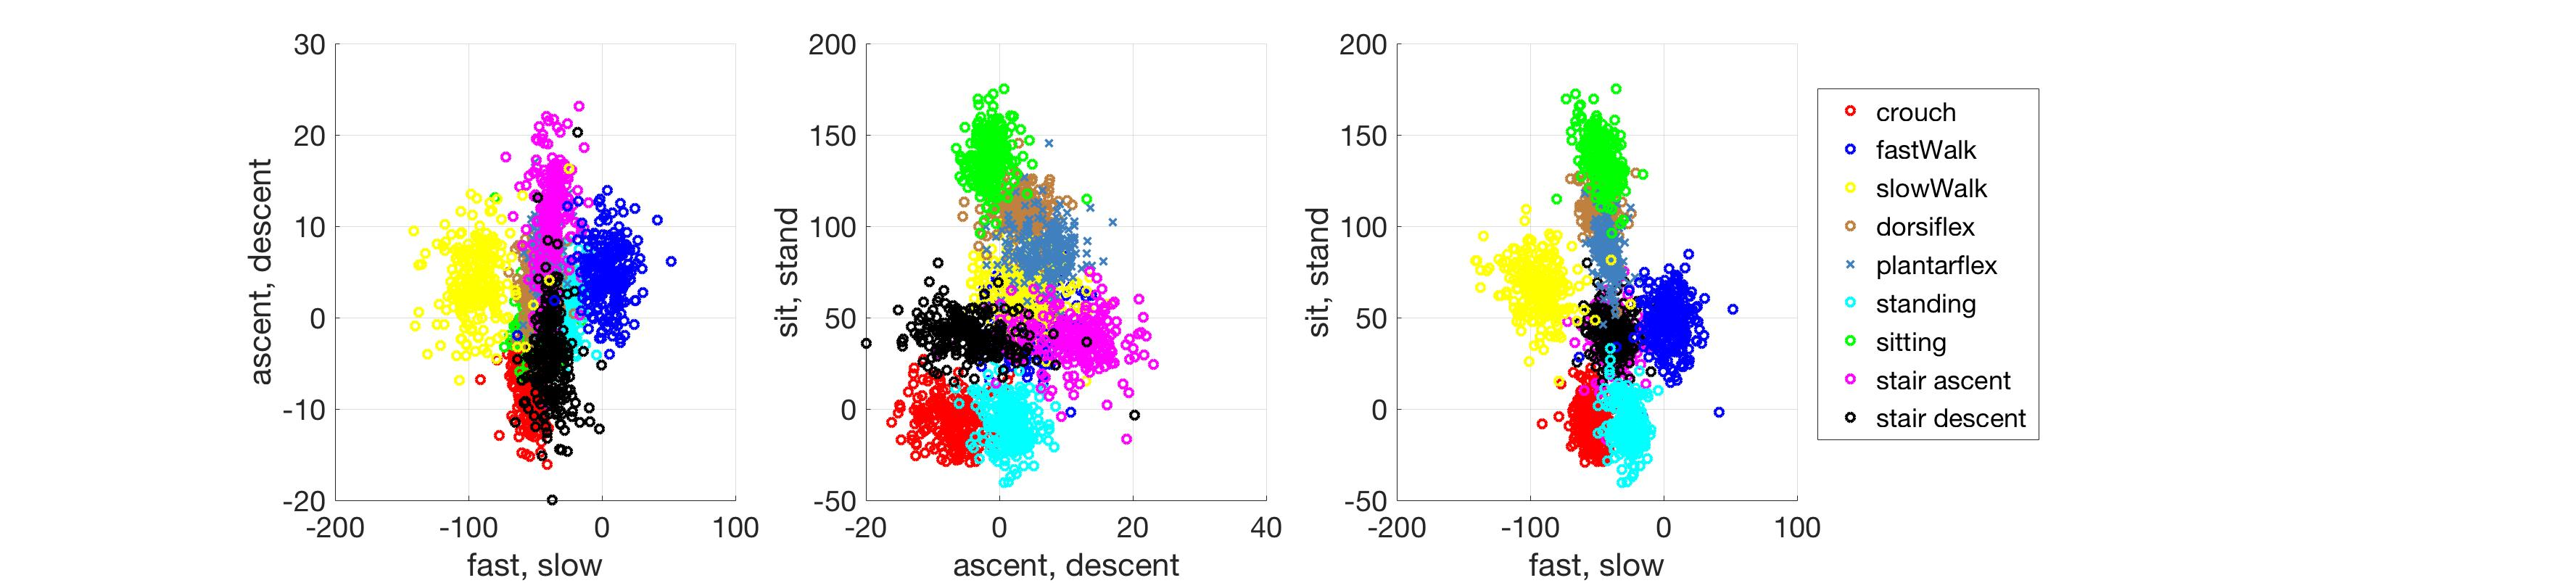 30
20
10
0
-10
-20
-200
-100
0
100
ascent, descent
fast, slow
200
150
100
50
0
-50
-20
0
20
40
sit, stand
ascent, descent
200
150
100
50
0
-50
-200
-100
0
100
sit, stand
fast, slow
crouch
fastWalk
slowWalk
dorsiflex
plantarflex
standing
sitting
stair ascent
stair descent